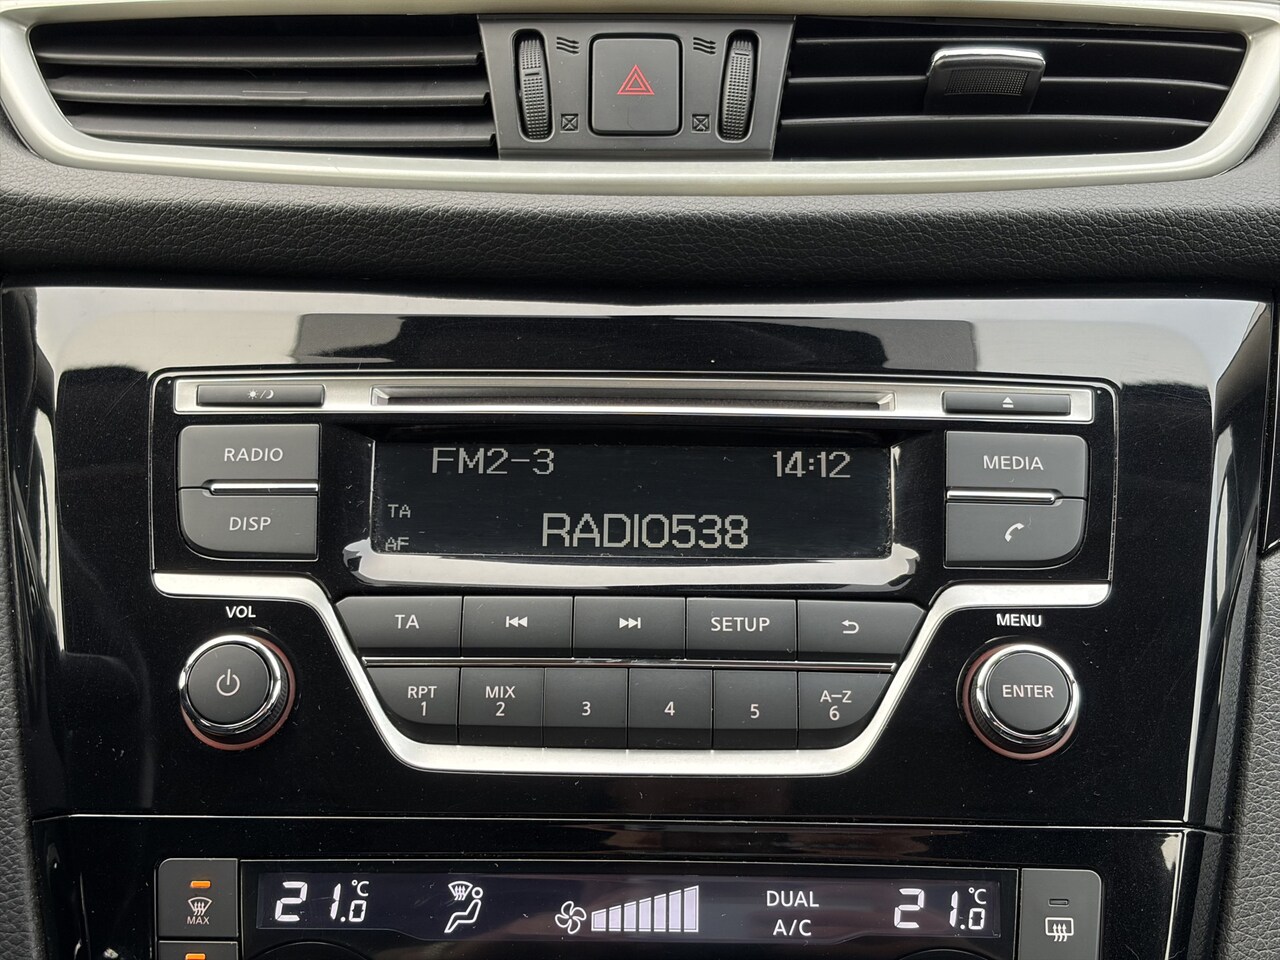 RADIO
DISP
FM2-3 14:12
TA
AF
RADIO538
MEDIA
VOL
MENU
TA
SETUP
RPT 1
MIX 2
3
4
5
A-Z 6
ENTER
MAX
21.0 °C
DUAL
A/C
21.0 °C